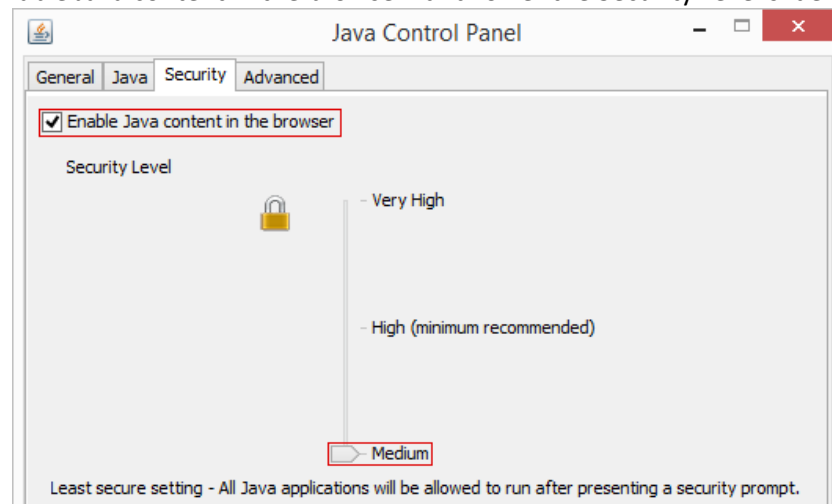 Java Control Panel
General Java Security Advanced
Enable Java content in the browser
Security Level
Very High
High (minimum recommended)
Medium
Least secure setting - All Java applications will be allowed to run after presenting a security prompt.